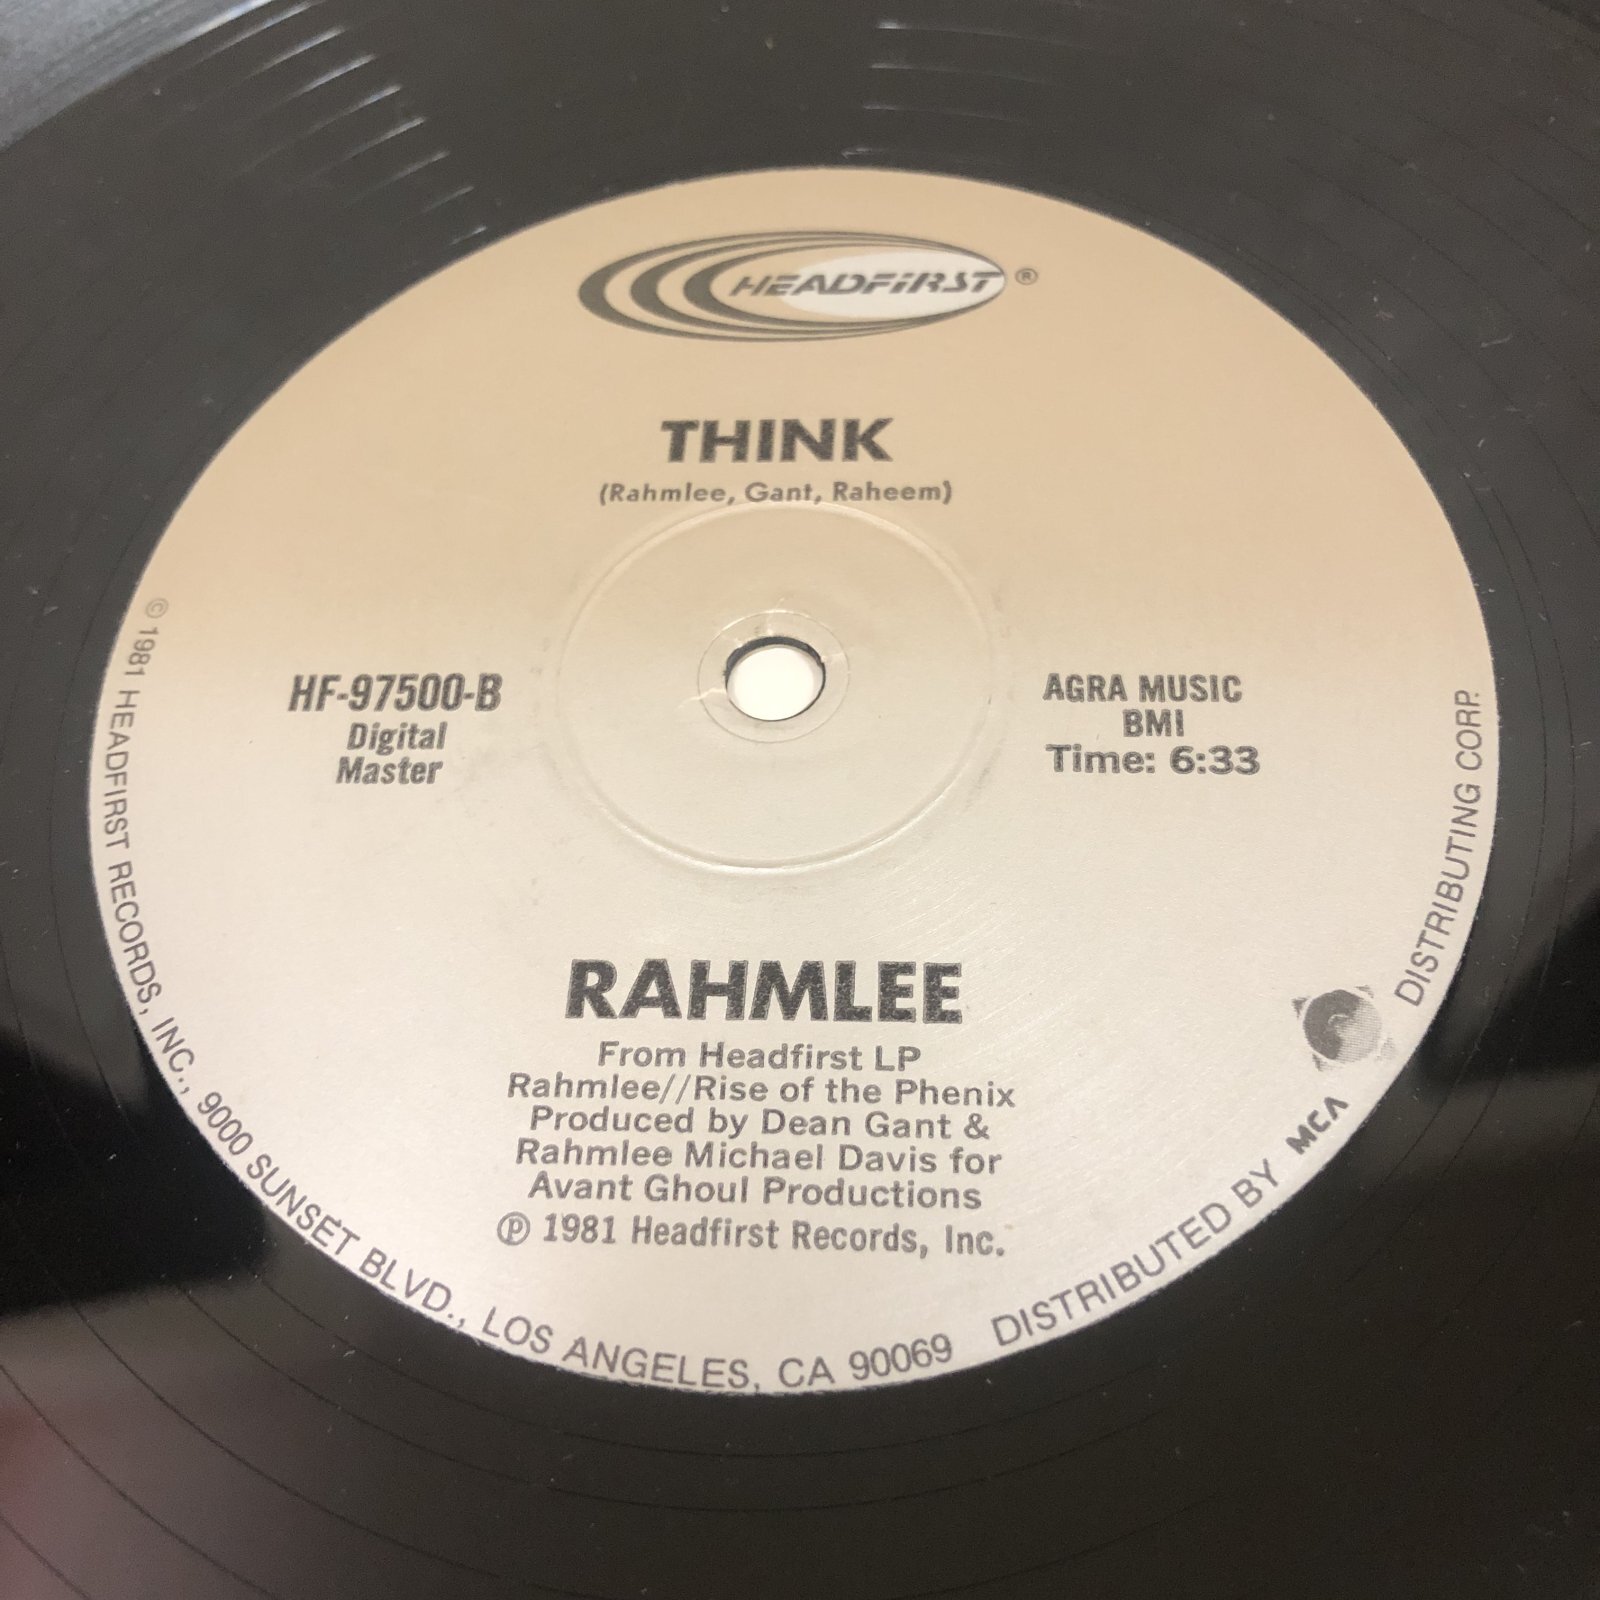 HEADFIRST ®
THINK
(Rahmlee, Gant, Raheem)
HF-97500-B
Digital
Master
AGRA MUSIC
BMI
Time: 6:33
RAHMLEE
From Headfirst LP
Rahmlee//Rise of the Phenix
Produced by Dean Gant &
Rahmlee Michael Davis for
Avant Ghoul Productions
℗ 1981 Headfirst Records, Inc.
© 1981 HEADFIRST RECORDS, INC., 9000 SUNSET BLVD., LOS ANGELES, CA 90069 DISTRIBUTED BY MCA DISTRIBUTING CORP.